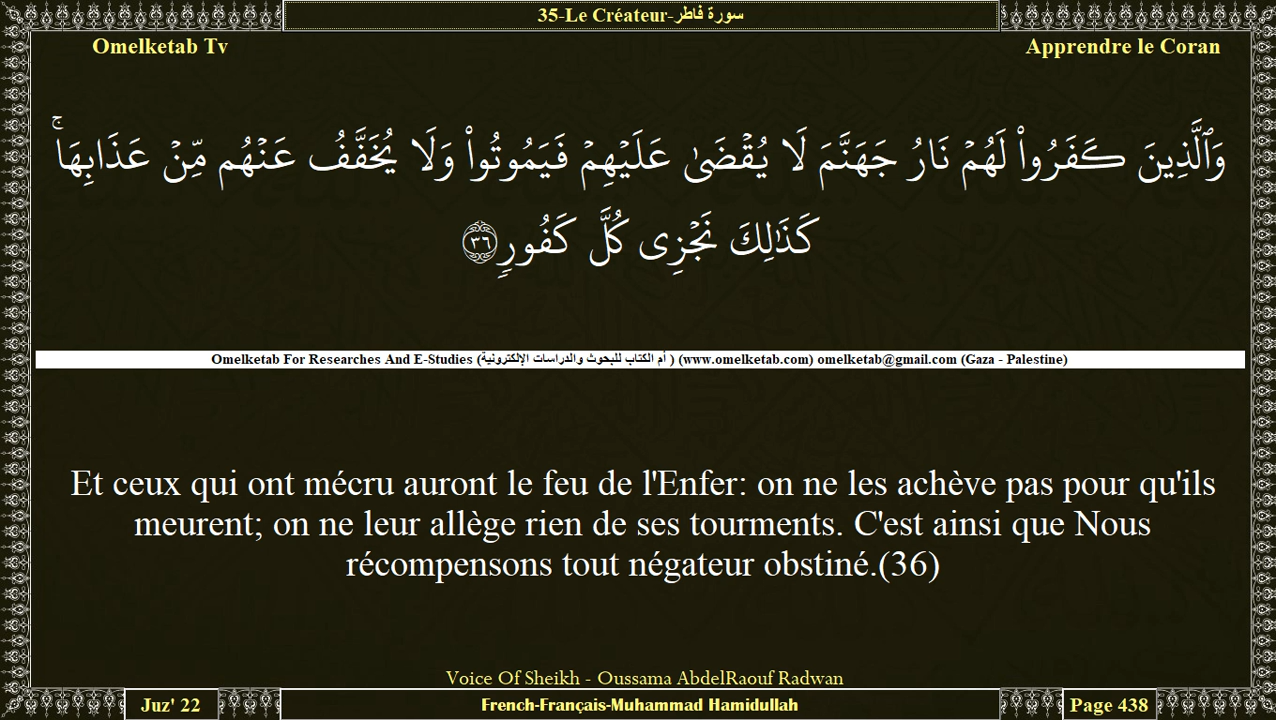 35-Le Créateur-سورة فاطر
Omelketab Tv
Apprendre le Coran
وَٱلَّذِينَ كَفَرُوا۟ لَهُمْ نَارُ جَهَنَّمَ لَا يُقْضَىٰ عَلَيْهِمْ فَيَمُوتُوا۟ وَلَا يُخَفَّفُ عَنْهُم مِّنْ عَذَابِهَا ۚ
كَذَٰلِكَ نَجْزِى كُلَّ كَفُورٍ ٣٦
Omelketab For Researches And E-Studies (أم الكتاب للبحوث والدراسات الإلكترونية ) (www.omelketab.com) omelketab@gmail.com (Gaza - Palestine)
Et ceux qui ont mécru auront le feu de l'Enfer: on ne les achève pas pour qu'ils
meurent; on ne leur allège rien de ses tourments. C'est ainsi que Nous
récompensons tout négateur obstiné.(36)
Voice Of Sheikh - Oussama AbdelRaouf Radwan
Juz' 22
French-Français-Muhammad Hamidullah
Page 438